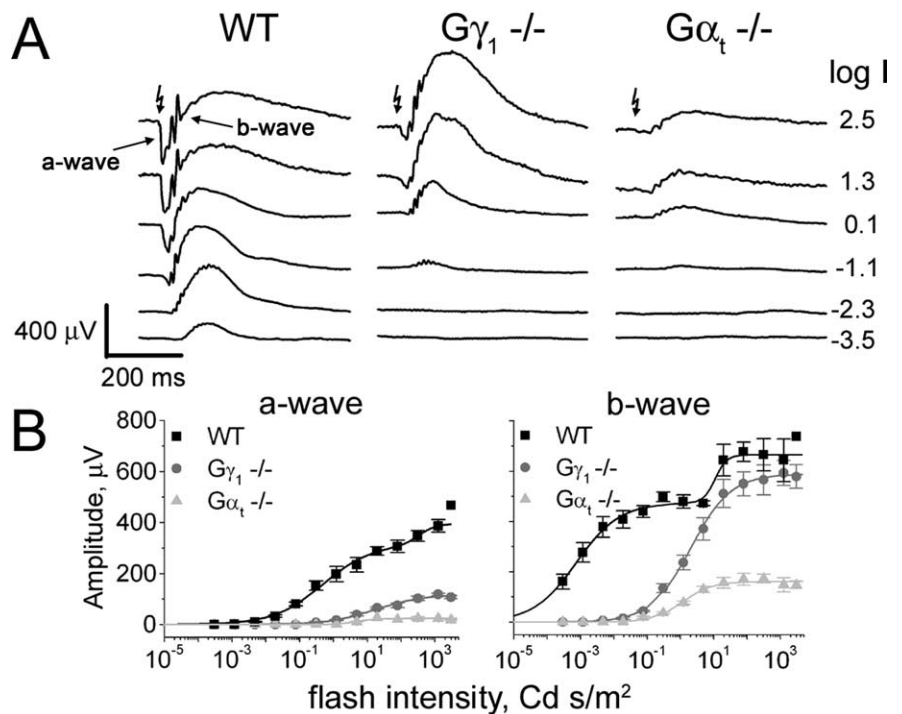 A
WT Gγ₁ -/- Gαₜ -/-
log I
2.5
b-wave
a-wave
1.3
0.1
-1.1
-2.3
400 μV
-3.5
200 ms
B
a-wave b-wave
800 WT WT
600 Gγ₁ -/- Gγ₁ -/-
Gαₜ -/- Gαₜ -/-
400
200
0
Amplitude, μV
10⁻⁵ 10⁻³ 10⁻¹ 10¹ 10³ 10⁻⁵ 10⁻³ 10⁻¹ 10¹ 10³
flash intensity, Cd s/m²